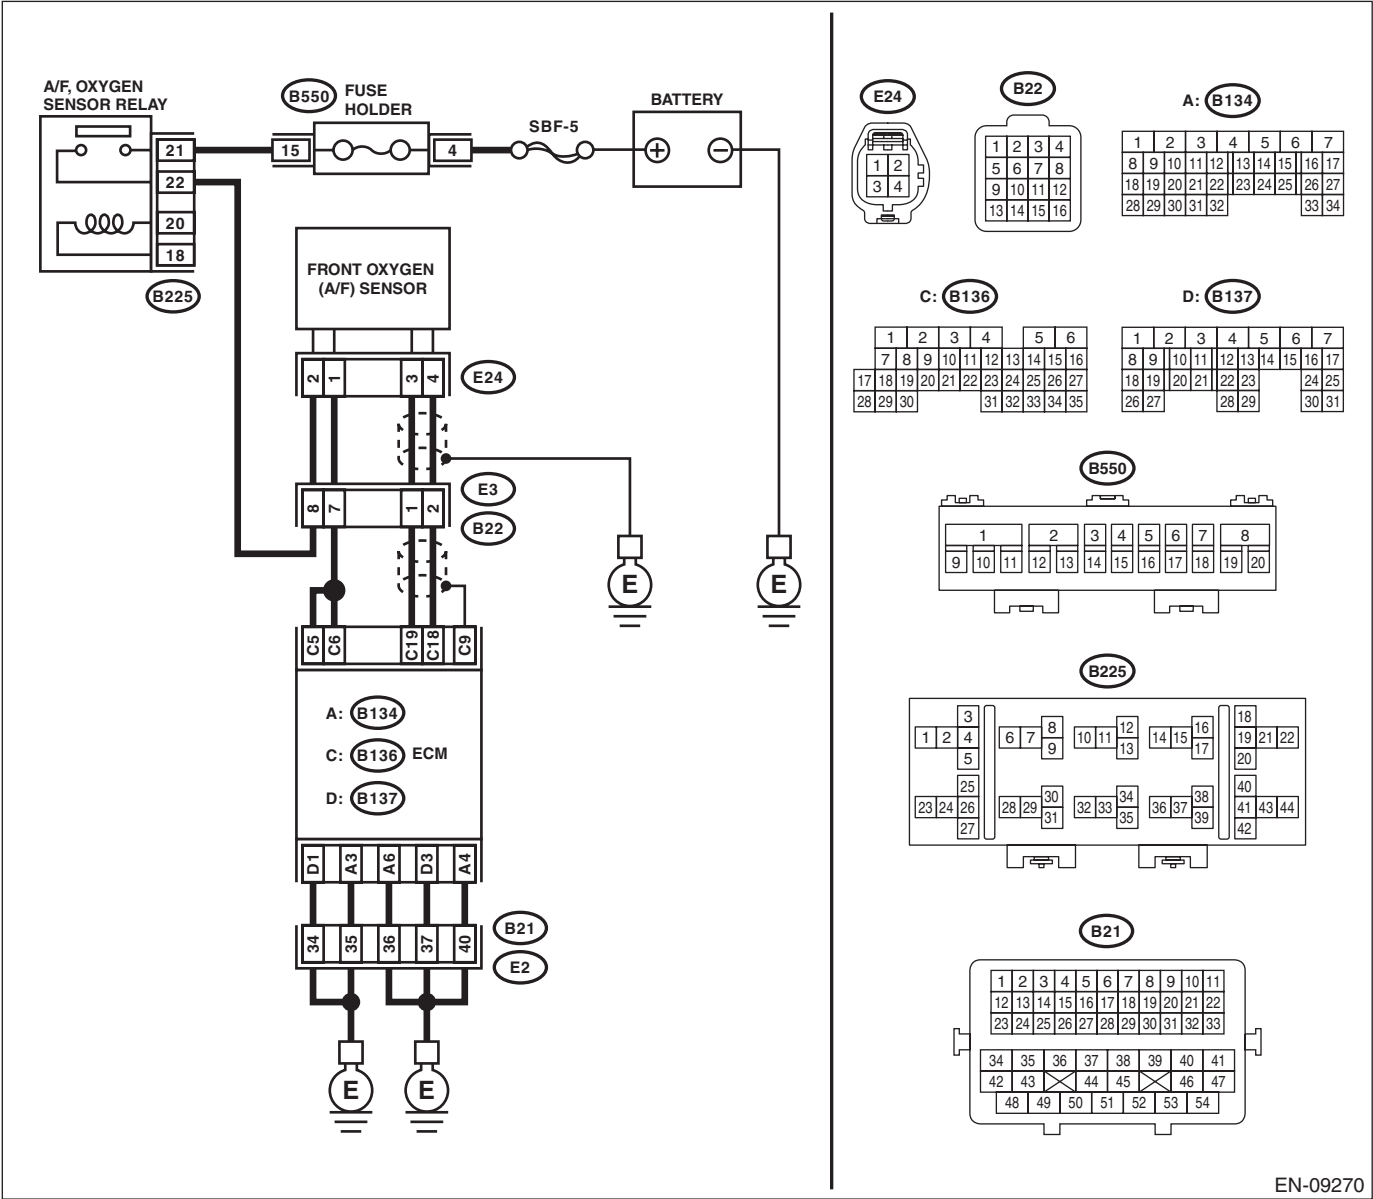 A/F, OXYGEN
SENSOR RELAY
21
22
20
18
B225
B550
FUSE
HOLDER
15
4
SBF-5
BATTERY
+
−
FRONT OXYGEN
(A/F) SENSOR
2 1 3 4
E24
8 7 1 2
E3
B22
E
E
C5 C6 C19 C18 C9
A: B134
C: B136 ECM
D: B137
D1 A3 A6 D3 A4
34 35 36 37 40
B21
E2
E E
E24
1 2
3 4
B22
1 2 3 4
5 6 7 8
9 10 11 12
13 14 15 16
A: B134
1 2 3 4 5 6 7
8 9 10 11 12 13 14 15 16 17
18 19 20 21 22 23 24 25 26 27
28 29 30 31 32 33 34
C: B136
1 2 3 4 5 6
7 8 9 10 11 12 13 14 15 16
17 18 19 20 21 22 23 24 25 26 27
28 29 30 31 32 33 34 35
D: B137
1 2 3 4 5 6 7
8 9 10 11 12 13 14 15 16 17
18 19 20 21 22 23 24 25
26 27 28 29 30 31
B550
1 2 3 4 5 6 7 8
9 10 11 12 13 14 15 16 17 18 19 20
B225
3 8 12 16 18
1 2 4 6 7 10 11 14 15 19 21 22
5 9 13 17 20
25 30 34 38 40
23 24 26 28 29 32 33 36 37 41 43 44
27 31 35 39 42
B21
1 2 3 4 5 6 7 8 9 10 11
12 13 14 15 16 17 18 19 20 21 22
23 24 25 26 27 28 29 30 31 32 33
34 35 36 37 38 39 40 41
42 43 44 45 46 47
48 49 50 51 52 53 54
EN-09270